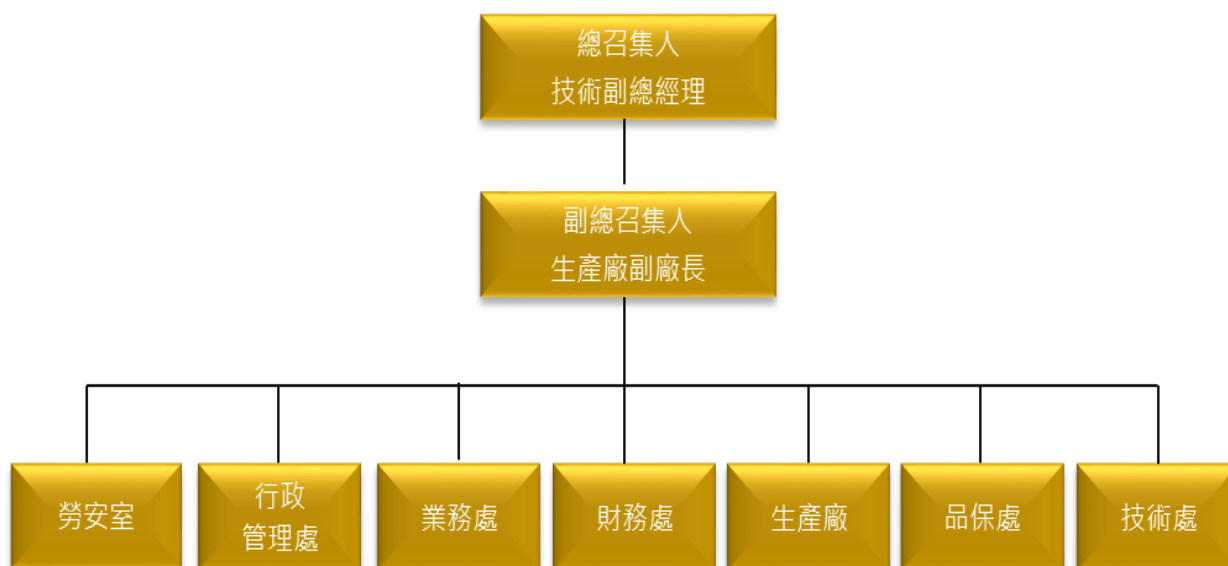 總召集人
技術副總經理
副總召集人
生產廠副廠長
勞安室
行政
管理處
業務處
財務處
生產廠
品保處
技術處